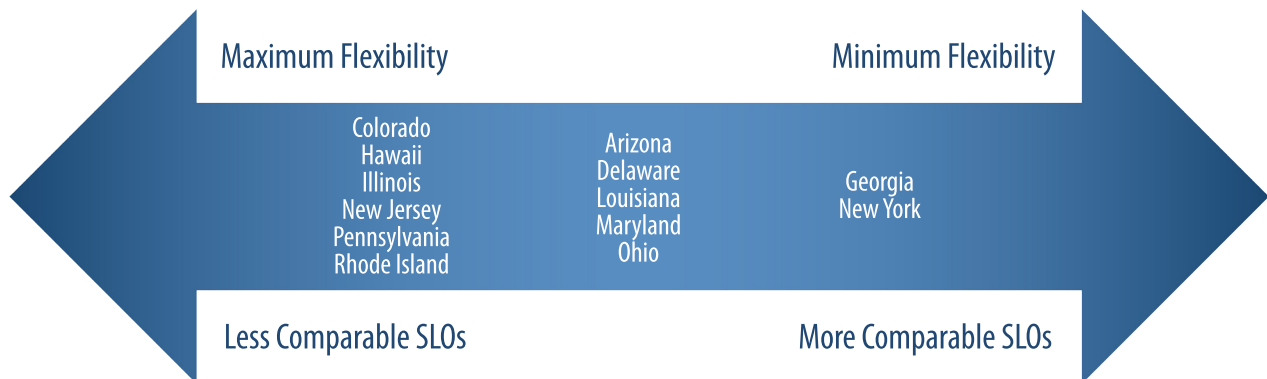 Maximum Flexibility
Minimum Flexibility
Colorado
Hawaii
Illinois
New Jersey
Pennsylvania
Rhode Island
Arizona
Delaware
Louisiana
Maryland
Ohio
Georgia
New York
Less Comparable SLOs
More Comparable SLOs